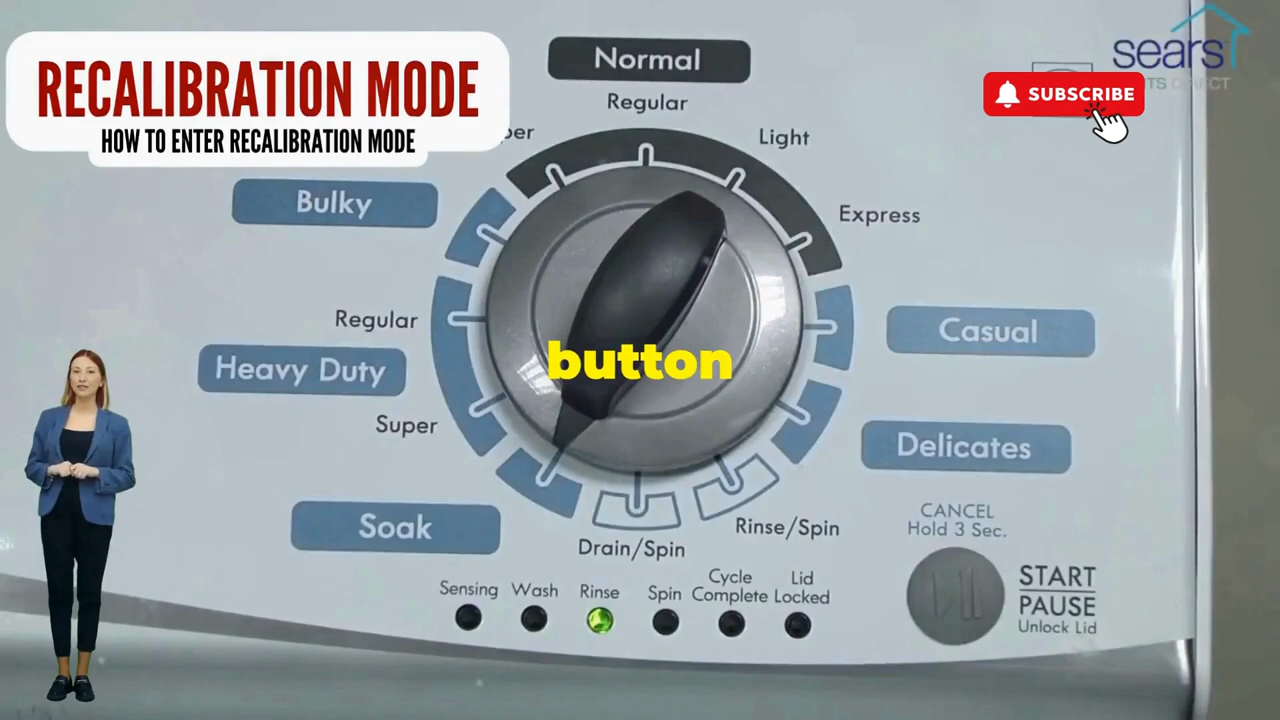 RECALIBRATION MODE
HOW TO ENTER RECALIBRATION MODE
sears
SUBSCRIBE
Normal
Regular
Light
Bulky
Express
Regular
Casual
Heavy Duty
button
Super
Delicates
Soak
Rinse/Spin
Drain/Spin
CANCEL
Hold 3 Sec.
Sensing
Wash
Rinse
Spin
Cycle
Complete
Lid
Locked
START
PAUSE
Unlock Lid